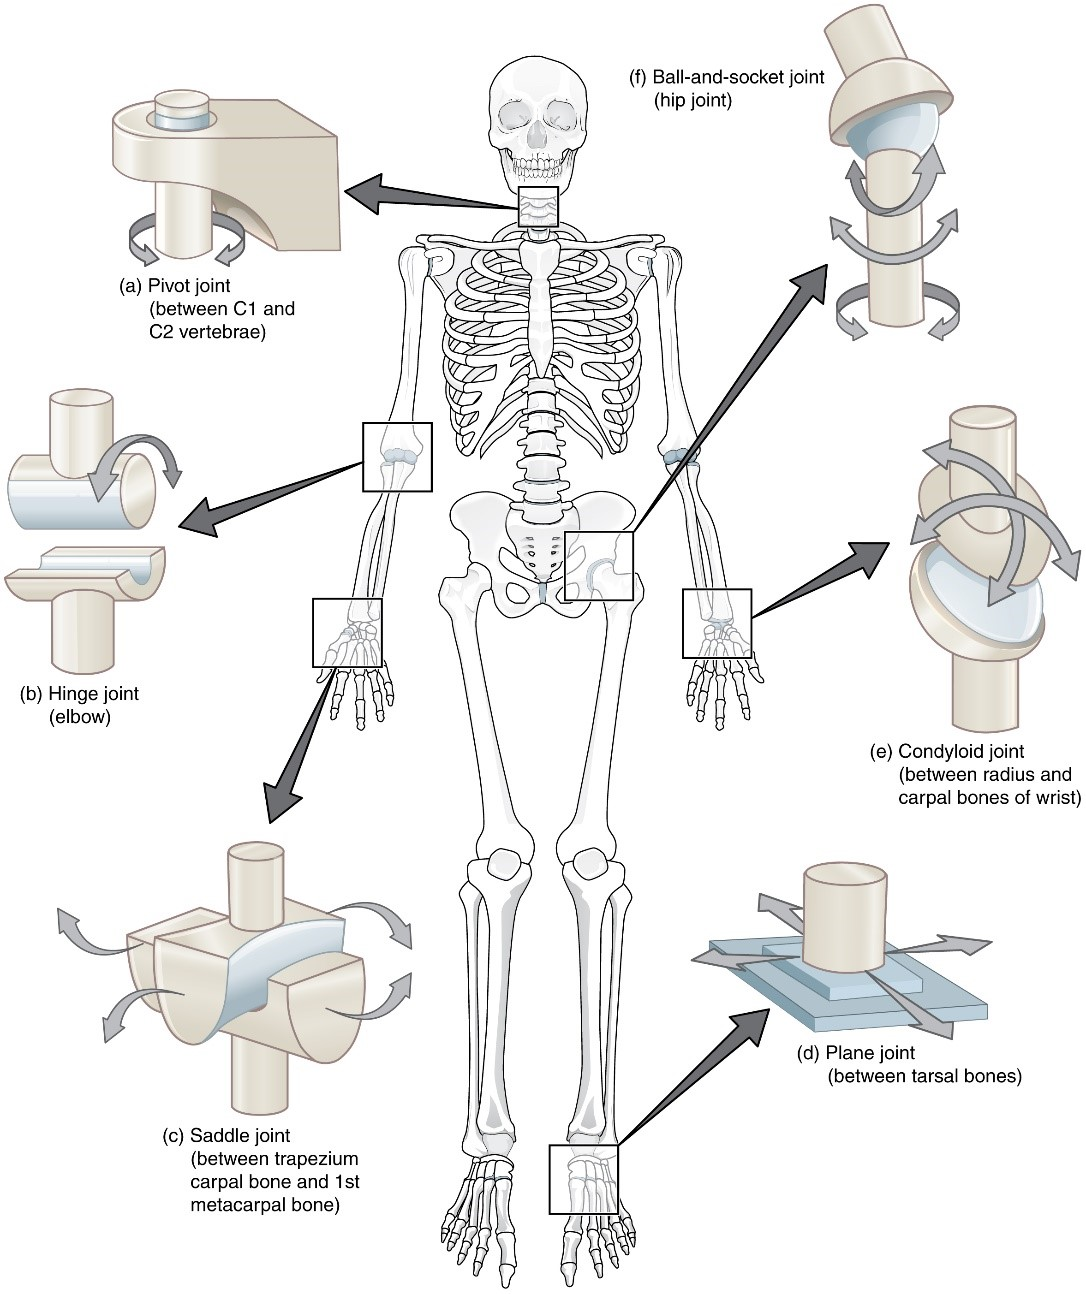 (a) Pivot joint
(between C1 and
C2 vertebrae)
(b) Hinge joint
(elbow)
(c) Saddle joint
(between trapezium
carpal bone and 1st
metacarpal bone)
(d) Plane joint
(between tarsal bones)
(e) Condyloid joint
(between radius and
carpal bones of wrist)
(f) Ball-and-socket joint
(hip joint)